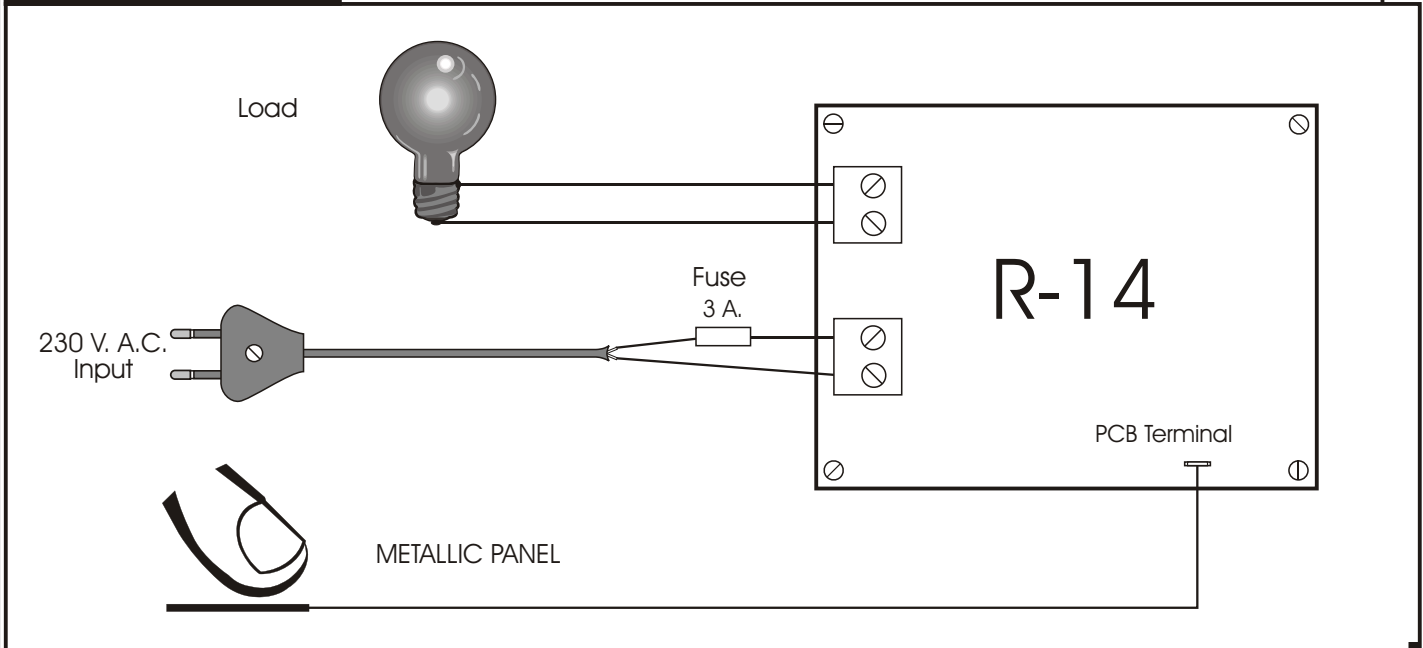 Load
Fuse
3 A.
R-14
230 V. A.C.
Input
PCB Terminal
METALLIC PANEL